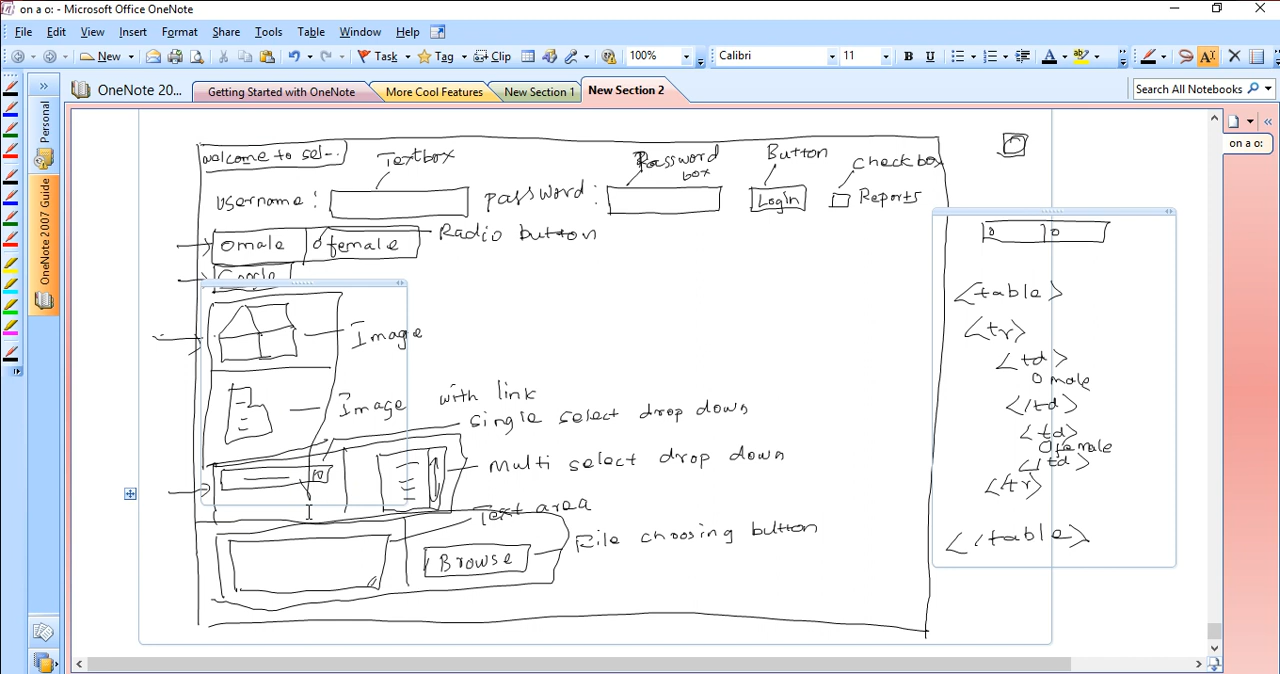 on a o: - Microsoft Office OneNote
File Edit View Insert Format Share Tools Table Window Help
New Task Tag Clip 100% Calibri 11 B U A A
OneNote 20... Getting Started with OneNote More Cool Features New Section 1 New Section 2 Search All Notebooks
on a o:
Personal
OneNote 2007 Guide
welcome to sel-..
Textbox
Password
box
Button
checkbox
username :
password :
Login
Reports
male
female
Radio button
Google
Image
Image with link
single select drop down
multi select drop down
Text area
File choosing button
Browse
<table>
<tr>
<td>
O male
</td>
<td>
O female
</td>
<tr>
</table>